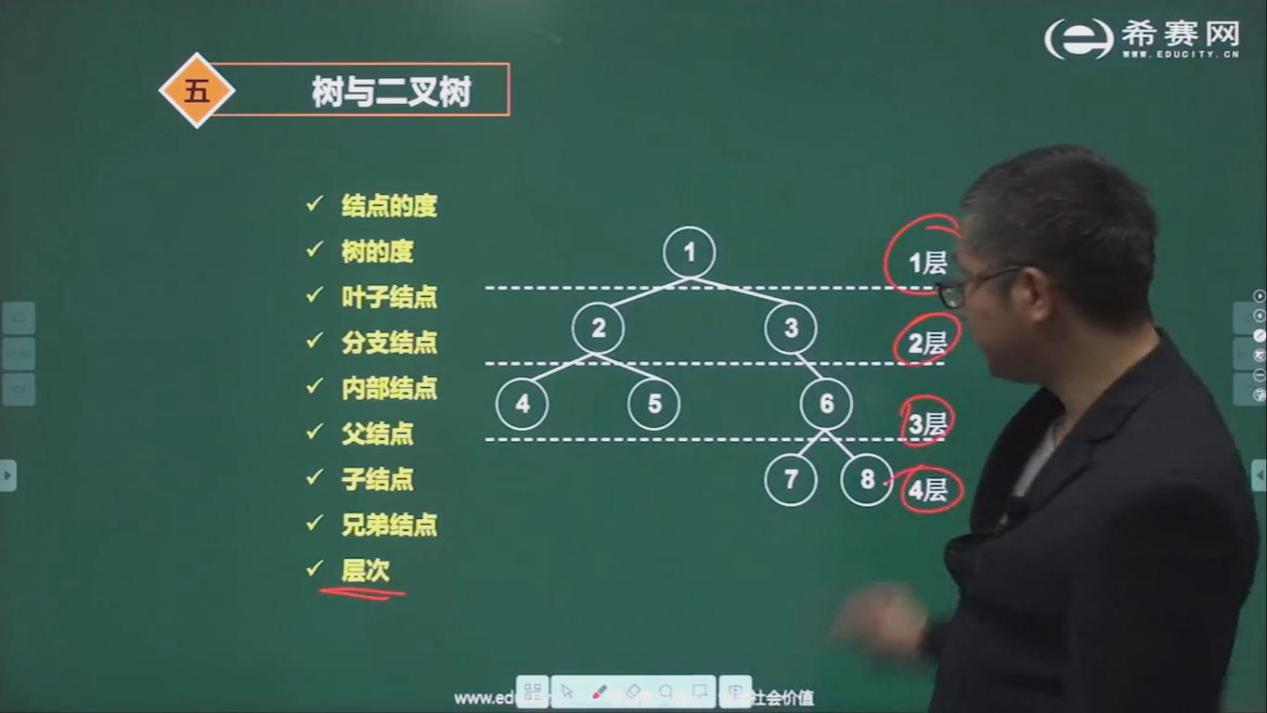 希赛网
WWW.EDUCITY.CN
五
树与二叉树
结点的度
树的度
叶子结点
分支结点
内部结点
父结点
子结点
兄弟结点
层次
1
1层
2
3
2层
4
5
6
3层
7
8
4层
www.edu
社会价值